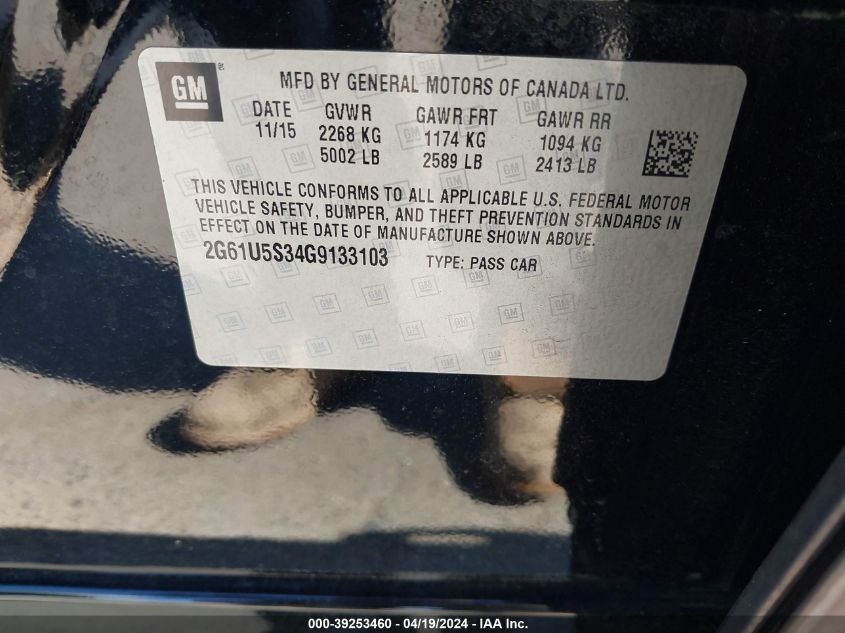 GM
MFD BY GENERAL MOTORS OF CANADA LTD.
DATE GVWR GAWR FRT GAWR RR
11/15 2268 KG 1174 KG 1094 KG
5002 LB 2589 LB 2413 LB
THIS VEHICLE CONFORMS TO ALL APPLICABLE U.S. FEDERAL MOTOR
VEHICLE SAFETY, BUMPER, AND THEFT PREVENTION STANDARDS IN
EFFECT ON THE DATE OF MANUFACTURE SHOWN ABOVE.
2G61U5S34G9133103 TYPE: PASS CAR
000-39253460 - 04/19/2024 - IAA Inc.